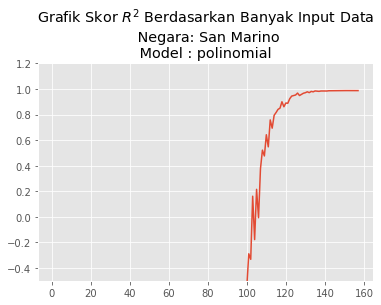 Grafik Skor R² Berdasarkan Banyak Input Data
Negara: San Marino
Model : polinomial
1.2
1.0
0.8
0.6
0.4
0.2
0.0
−0.2
−0.4
0 20 40 60 80 100 120 140 160